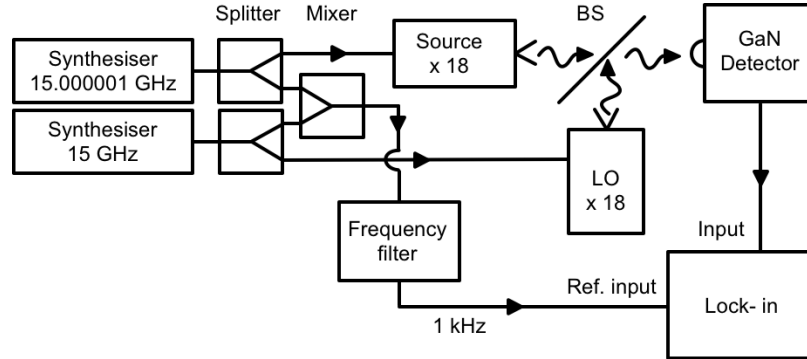 Splitter
Mixer
BS
Synthesiser
15.000001 GHz
Source
x 18
GaN
Detector
Synthesiser
15 GHz
LO
x 18
Frequency
filter
Input
Ref. input
Lock- in
1 kHz